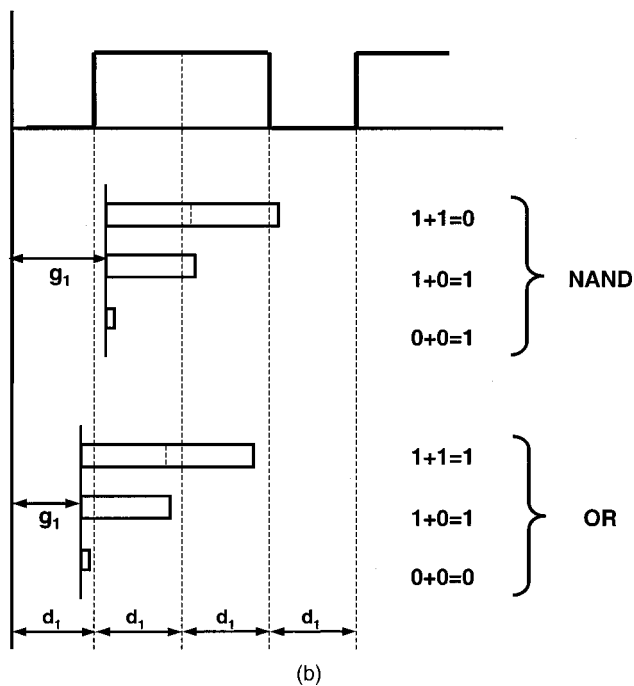 1+1=0
g₁
1+0=1
NAND
0+0=1
1+1=1
g₁
1+0=1
OR
0+0=0
d₁ d₁ d₁ d₁
(b)